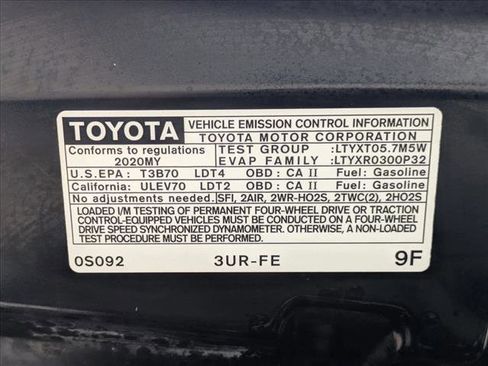 TOYOTA
VEHICLE EMISSION CONTROL INFORMATION
TOYOTA MOTOR CORPORATION
Conforms to regulations
2020MY
TEST GROUP :LTYXT05.7M5W
EVAP FAMILY :LTYXR0300P32
U.S.EPA : T3B70 LDT4 OBD : CA II Fuel: Gasoline
California: ULEV70 LDT2 OBD : CA II Fuel: Gasoline
No adjustments needed. SFI, 2AIR, 2WR-HO2S, 2TWC(2), 2HO2S
LOADED I/M TESTING OF PERMANENT FOUR-WHEEL DRIVE OR TRACTION
CONTROL-EQUIPPED VEHICLES MUST BE CONDUCTED ON A FOUR-WHEEL
DRIVE SPEED SYNCHRONIZED DYNAMOMETER. OTHERWISE, A NON-LOADED
TEST MUST BE CONDUCTED.
0S092 3UR-FE 9F